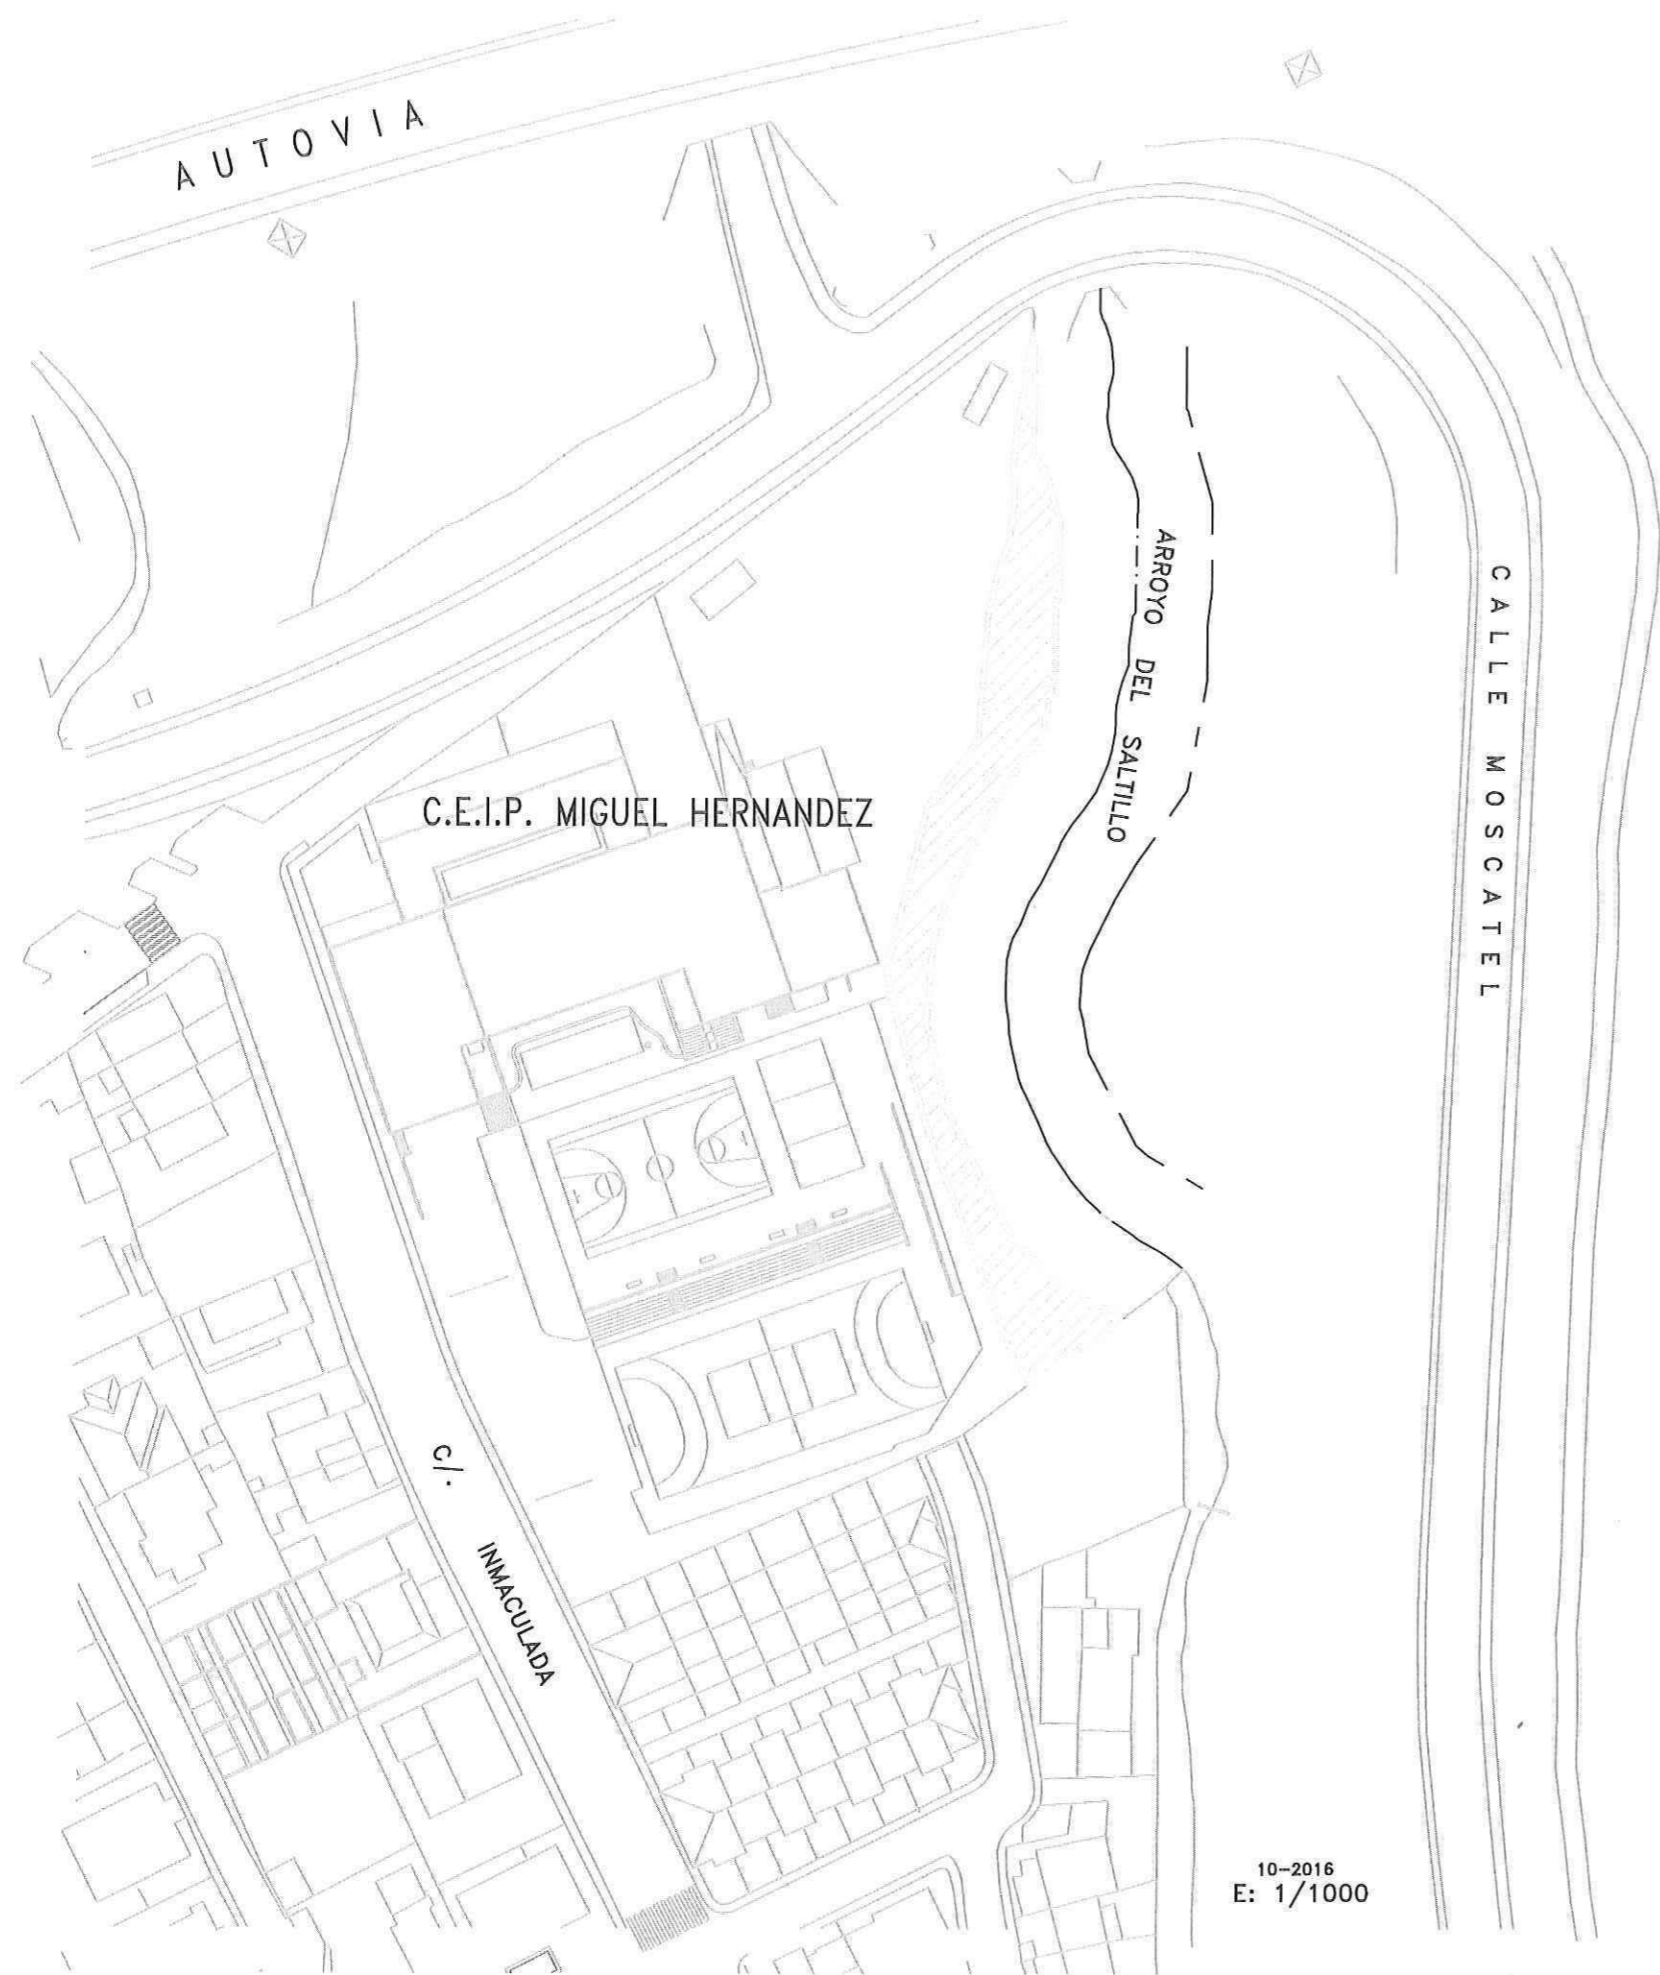 AUTOVIA
ARROYO DEL SALTILLO
CALLE MOSCATEL
C.E.I.P. MIGUEL HERNANDEZ
C/. INMACULADA
10-2016
E: 1/1000